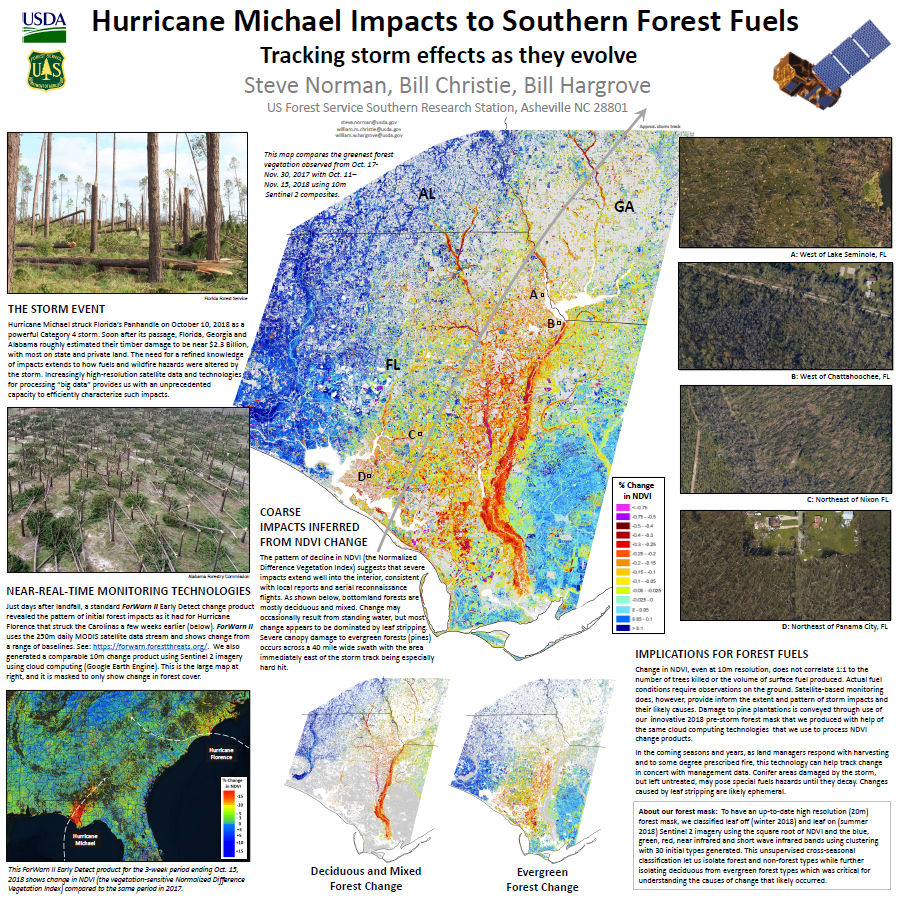 USDA
Hurricane Michael Impacts to Southern Forest Fuels
Tracking storm effects as they evolve
Steve Norman, Bill Christie, Bill Hargrove
US Forest Service Southern Research Station, Asheville NC 28801
steve.norman@usda.gov
william.m.christie@usda.gov
william.w.hargrove@usda.gov
FOREST SERVICE
US
DEPARTMENT OF AGRICULTURE
Florida Forest Service
THE STORM EVENT
Hurricane Michael struck Florida's Panhandle on October 10, 2018 as a
powerful Category 4 storm. Soon after its passage, Florida, Georgia and
Alabama roughly estimated their timber damage to be near $2.3 Billion,
with most on state and private land. The need for a refined knowledge
of impacts extends to how fuels and wildfire hazards were altered by
the storm. Increasingly high-resolution satellite data and technologies
for processing "big data" provides us with an unprecedented
capacity to efficiently characterize such impacts.
Alabama Forestry Commission
NEAR-REAL-TIME MONITORING TECHNOLOGIES
Just days after landfall, a standard ForWarn II Early Detect change product
revealed the pattern of initial forest impacts as it had for Hurricane
Florence that struck the Carolinas a few weeks earlier (below). ForWarn II
uses the 250m daily MODIS satellite data stream and shows change from
a range of baselines. See: https://forwarn.forestthreats.org/. We also
generated a comparable 10m change product using Sentinel 2 imagery
using cloud computing (Google Earth Engine). This is the large map at
right, and it is masked to only show change in forest cover.
Hurricane
Florence
Hurricane
Michael
% Change
in NDVI
-15
-10
-5
-3
0
+3
+5
+10
+15
This ForWarn II Early Detect product for the 3-week period ending Oct. 15,
2018 shows change in NDVI (the vegetation-sensitive Normalized Difference
Vegetation Index) compared to the same period in 2017.
This map compares the greenest forest
vegetation observed from Oct. 17-
Nov. 30, 2017 with Oct. 11–
Nov. 15, 2018 using 10m
Sentinel 2 composites.
Approx. storm track
AL
GA
FL
A
B
C
D
COARSE
IMPACTS INFERRED
FROM NDVI CHANGE
The pattern of decline in NDVI (the Normalized
Difference Vegetation Index) suggests that severe
impacts extend well into the interior, consistent
with local reports and aerial reconnaissance
flights. As shown below, bottomland forests are
mostly deciduous and mixed. Change may
occasionally result from standing water, but most
change appears to be dominated by leaf stripping.
Severe canopy damage to evergreen forests (pines)
occurs across a 40 mile wide swath with the area
immediately east of the storm track being especially
hard hit.
% Change
in NDVI
< -0.75
-0.75 - -0.5
-0.5 - -0.4
-0.4 - -0.3
-0.3 - -0.25
-0.25 - -0.2
-0.2 - -0.15
-0.15 - -0.1
-0.1 - -0.05
-0.05 - -0.025
-0.025 - 0
0 - 0.05
0.05 - 0.1
> 0.1
Deciduous and Mixed
Forest Change
Evergreen
Forest Change
A: West of Lake Seminole, FL
B: West of Chattahoochee, FL
C: Northeast of Nixon FL
D: Northeast of Panama City, FL
IMPLICATIONS FOR FOREST FUELS
Change in NDVI, even at 10m resolution, does not correlate 1:1 to the
number of trees killed or the volume of surface fuel produced. Actual fuel
conditions require observations on the ground. Satellite-based monitoring
does, however, provide inform the extent and pattern of storm impacts and
their likely causes. Damage to pine plantations is conveyed through use of
our innovative 2018 pre-storm forest mask that we produced with help of
the same cloud computing technologies that we use to process NDVI
change products.
In the coming seasons and years, as land managers respond with harvesting
and to some degree prescribed fire, this technology can help track change
in concert with management data. Conifer areas damaged by the storm,
but left untreated, may pose special fuels hazards until they decay. Changes
caused by leaf stripping are likely ephemeral.
About our forest mask: To have an up-to-date high resolution (20m)
forest mask, we classified leaf off (winter 2018) and leaf on (summer
2018) Sentinel 2 imagery using the square root of NDVI and the blue,
green, red, near infrared and short wave infrared bands using clustering
with 30 initial types generated. This unsupervised cross-seasonal
classification let us isolate forest and non-forest types while further
isolating deciduous from evergreen forest types which was critical for
understanding the causes of change that likely occurred.